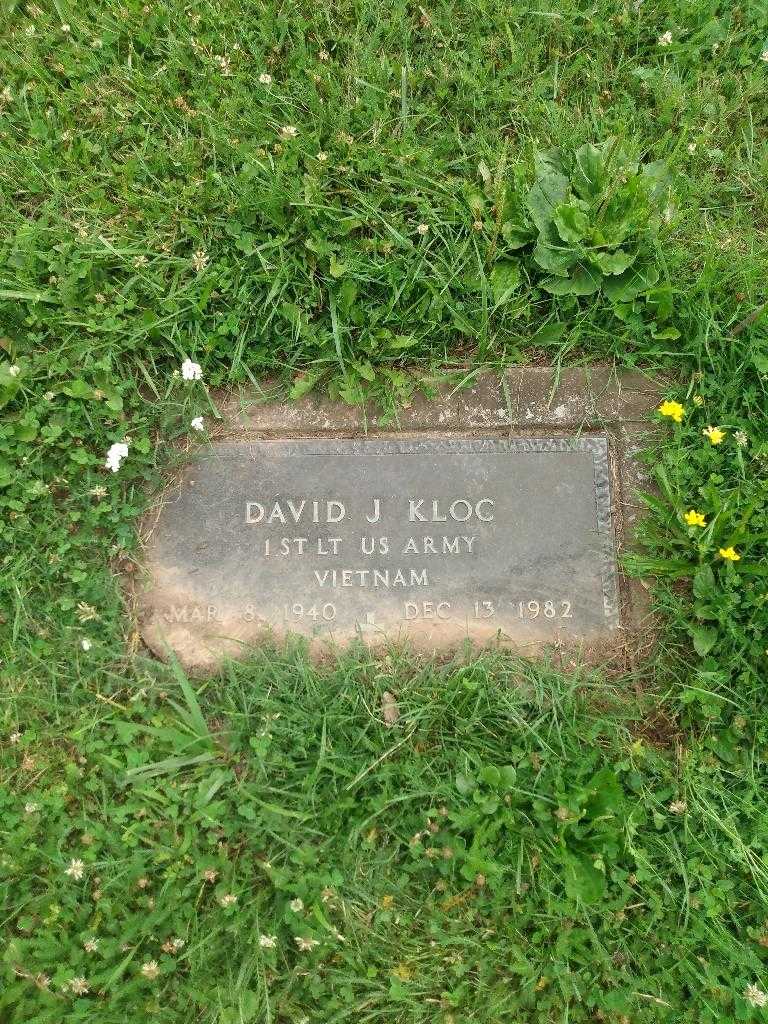 DAVID J KLOC
1ST LT US ARMY
VIETNAM
MAR 8 1940 DEC 13 1982